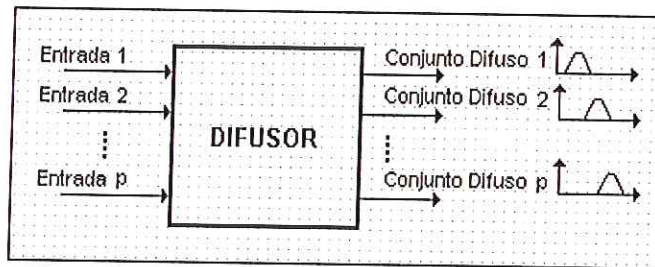 Entrada 1
Conjunto Difuso 1
Entrada 2
Conjunto Difuso 2
DIFUSOR
Entrada p
Conjunto Difuso p